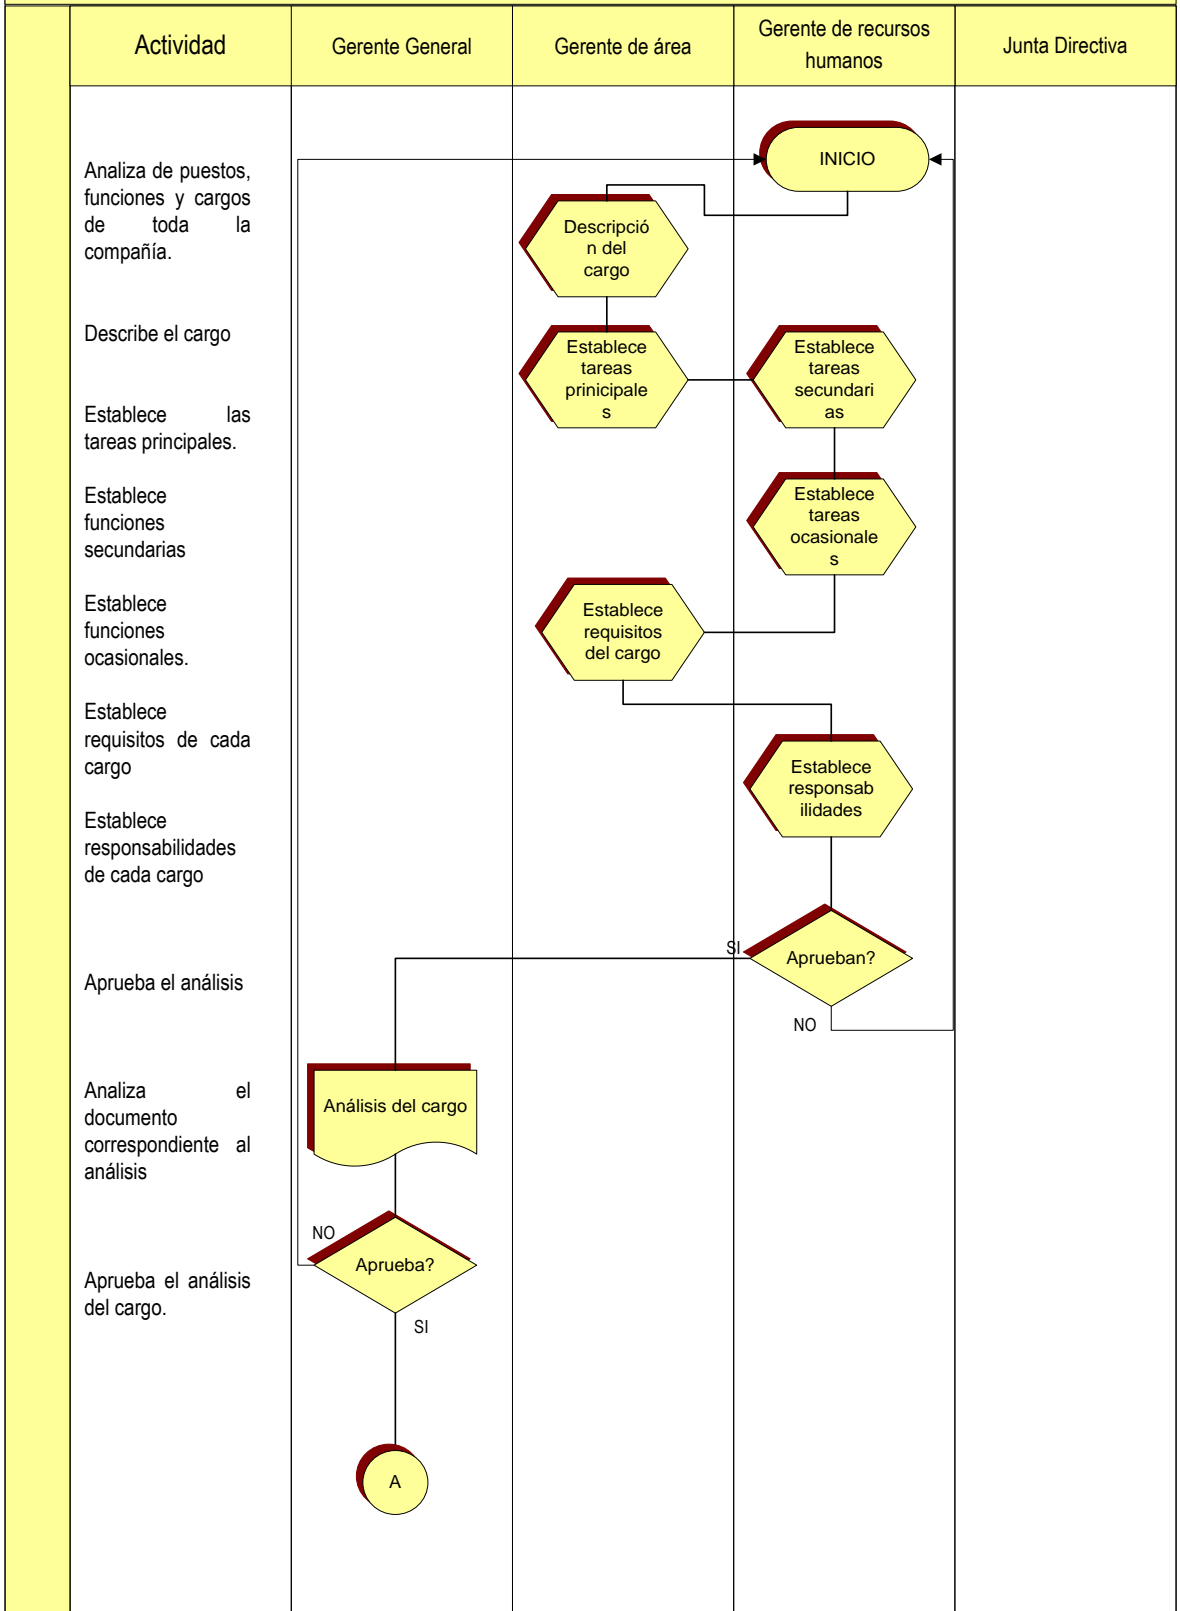 Actividad
Gerente General
Gerente de área
Gerente de recursos
humanos
Junta Directiva
Analiza de puestos,
funciones y cargos
de toda la
compañía.
Describe el cargo
Establece las
tareas principales.
Establece
funciones
secundarias
Establece
funciones
ocasionales.
Establece
requisitos de cada
cargo
Establece
responsabilidades
de cada cargo
Aprueba el análisis
Analiza el
documento
correspondiente al
análisis
Aprueba el análisis
del cargo.
INICIO
Descripció
n del
cargo
Establece
tareas
prinicipale
s
Establece
tareas
secundari
as
Establece
tareas
ocasionale
s
Establece
requisitos
del cargo
Establece
responsab
ilidades
SI
Aprueban?
NO
Análisis del cargo
NO
Aprueba?
SI
A